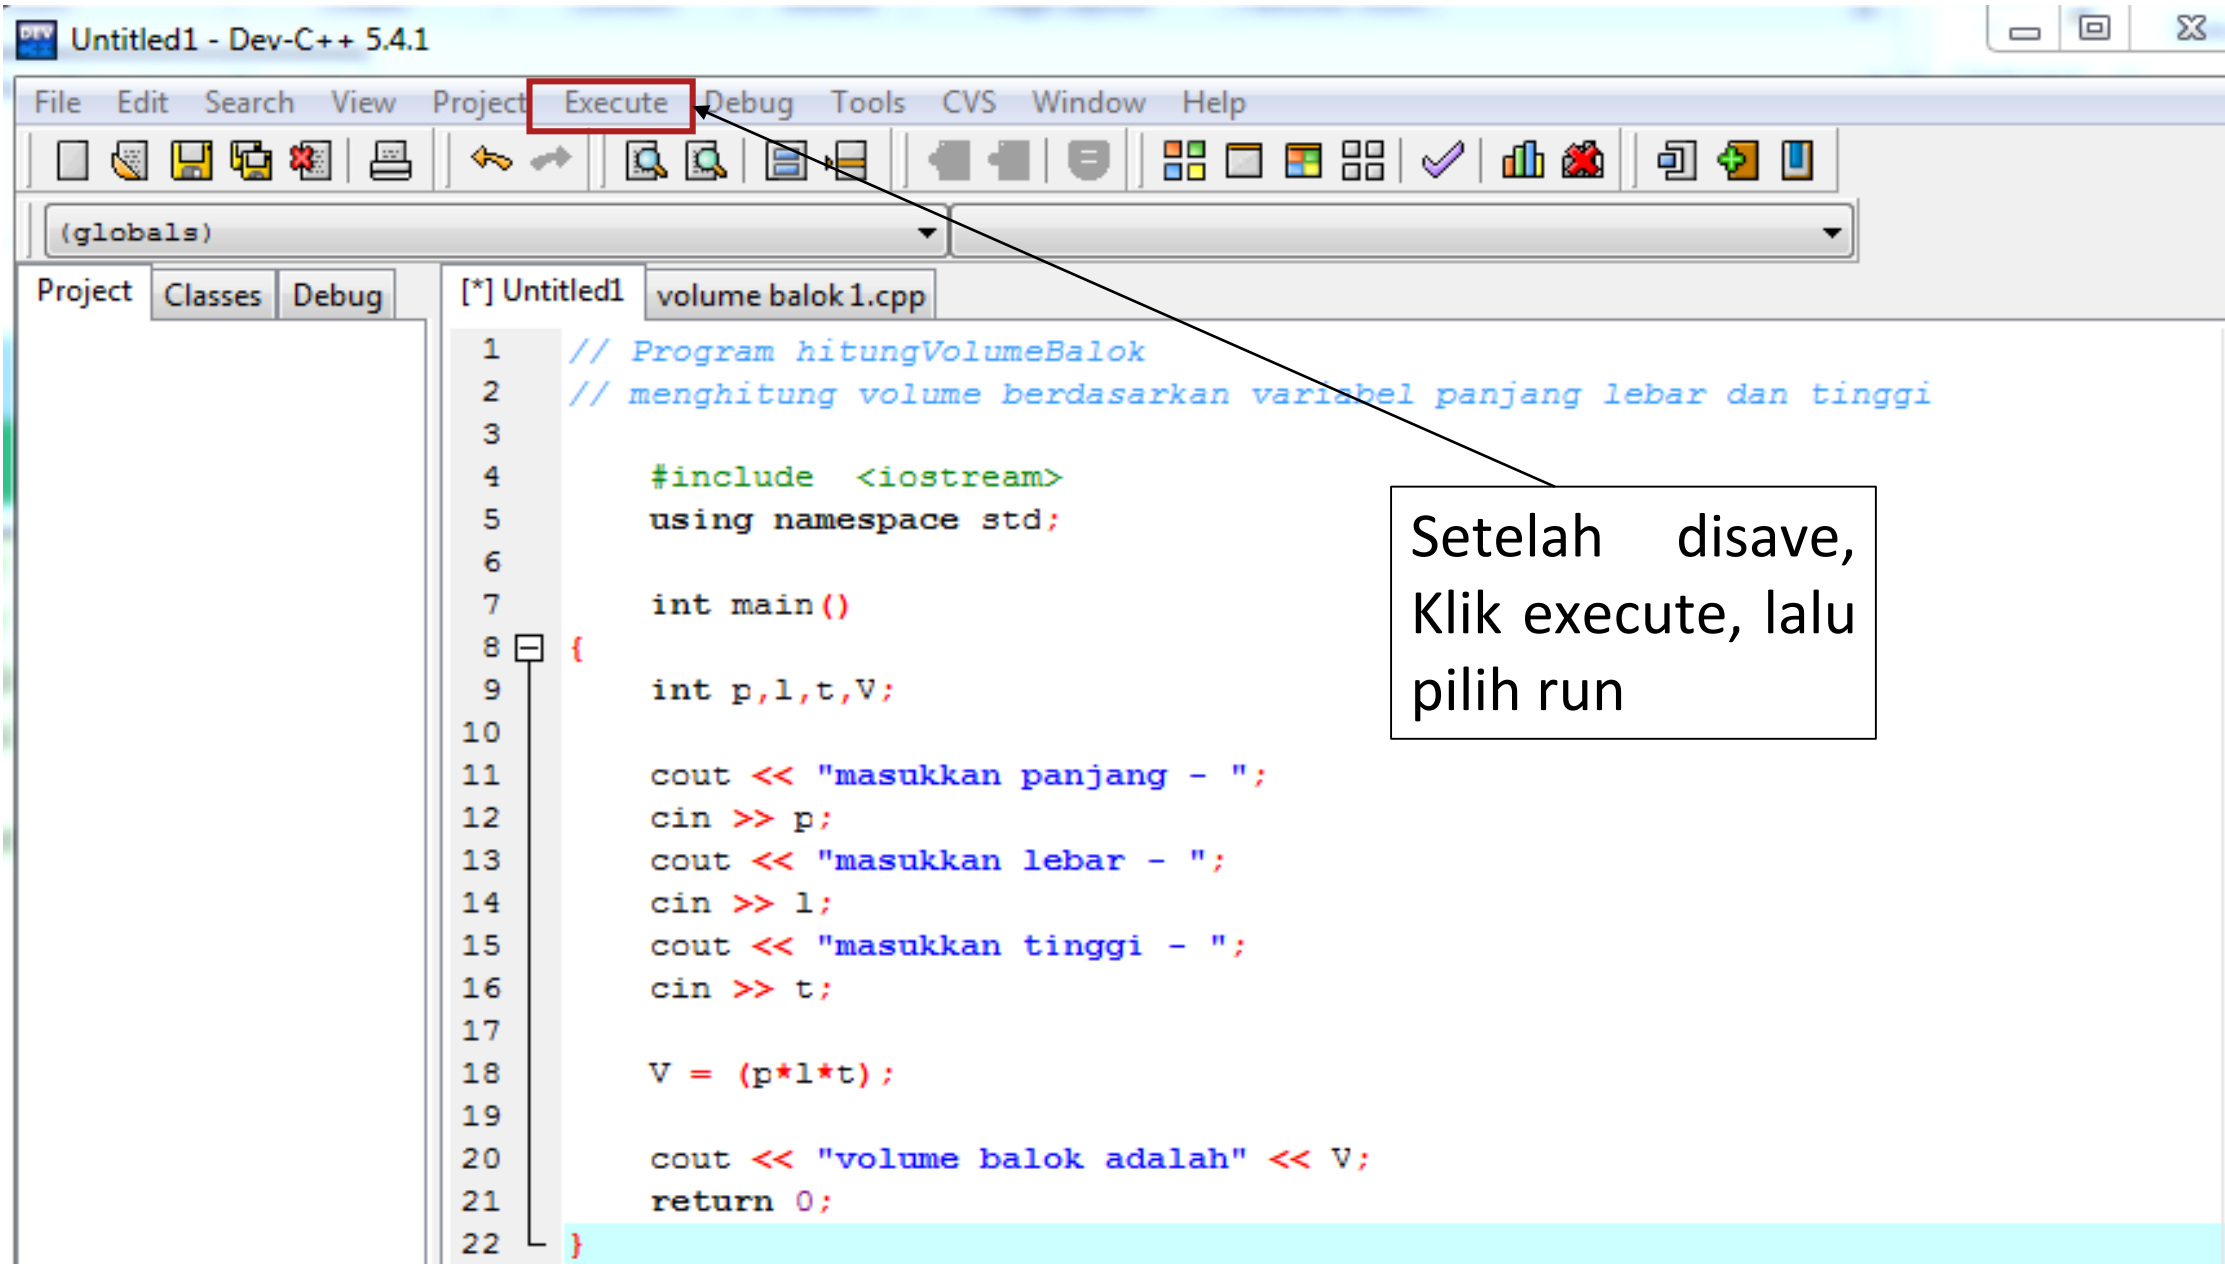 Untitled1 - Dev-C++ 5.4.1
File Edit Search View Project Execute Debug Tools CVS Window Help
(globals)
Project Classes Debug [*] Untitled1 volume balok 1.cpp
1 // Program hitungVolumeBalok
2 // menghitung volume berdasarkan variabel panjang lebar dan tinggi
3
4 #include <iostream>
5 using namespace std;
6
7 int main()
8 {
9 int p,l,t,V;
10
11 cout << "masukkan panjang - ";
12 cin >> p;
13 cout << "masukkan lebar - ";
14 cin >> l;
15 cout << "masukkan tinggi - ";
16 cin >> t;
17
18 V = (p*l*t);
19
20 cout << "volume balok adalah" << V;
21 return 0;
22 }
Setelah disave,
Klik execute, lalu
pilih run